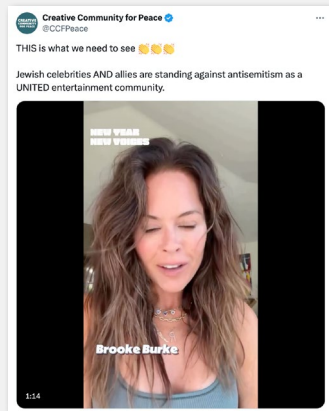 Creative Community for Peace
@CCFPeace
THIS is what we need to see 👏👏👏
Jewish celebrities AND allies are standing against antisemitism as a
UNITED entertainment community.
NEW YEAR
NEW VOICES
Brooke Burke
1:14